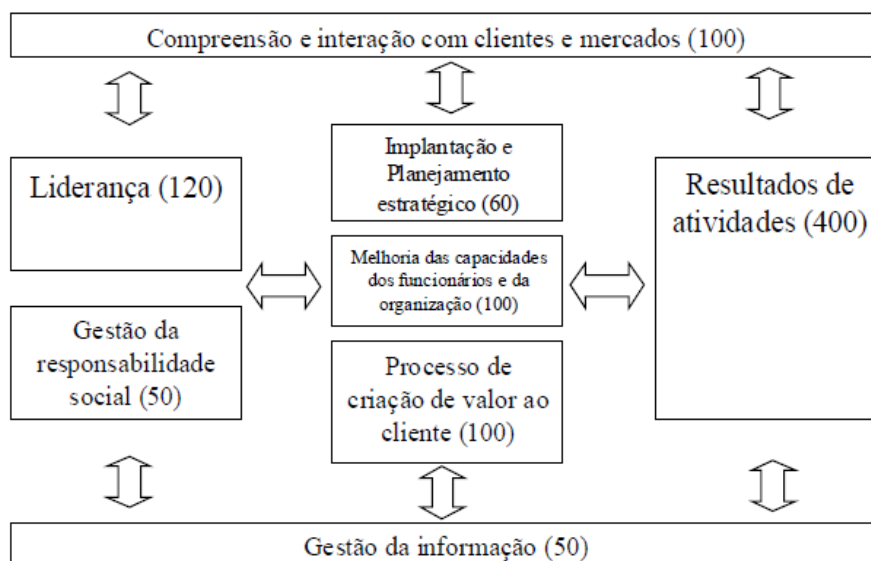 Compreensão e interação com clientes e mercados (100)
Liderança (120)
Implantação e
Planejamento
estratégico (60)
Resultados de
atividades (400)
Melhoria das capacidades
dos funcionários e da
organização (100)
Gestão da
responsabilidade
social (50)
Processo de
criação de valor ao
cliente (100)
Gestão da informação (50)